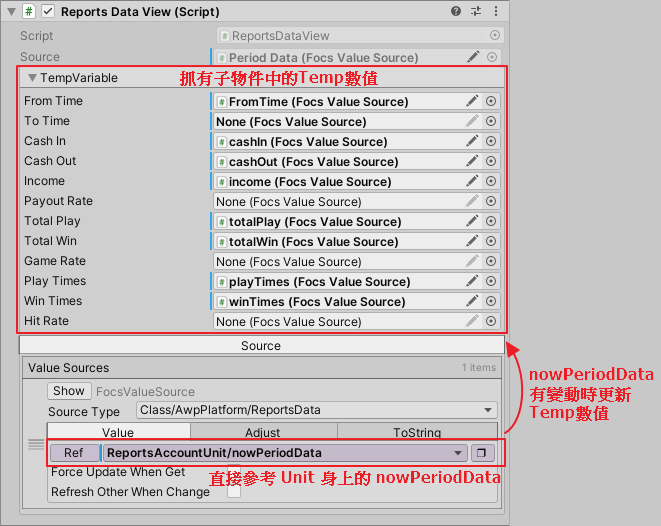 Reports Data View (Script)
Script ReportsDataView
Source Period Data (Focs Value Source)
TempVariable 抓有子物件中的Temp數值
From Time FromTime (Focs Value Source)
To Time None (Focs Value Source)
Cash In cashIn (Focs Value Source)
Cash Out cashOut (Focs Value Source)
Income income (Focs Value Source)
Payout Rate None (Focs Value Source)
Total Play totalPlay (Focs Value Source)
Total Win totalWin (Focs Value Source)
Game Rate None (Focs Value Source)
Play Times playTimes (Focs Value Source)
Win Times winTimes (Focs Value Source)
Hit Rate None (Focs Value Source)
Source
Value Sources 1 items
Show FocsValueSource
Source Type Class/AwpPlatform/ReportsData
Value Adjust ToString
Ref ReportsAccountUnit/nowPeriodData
Force Update When Get
直接參考 Unit 身上的 nowPeriodData
Refresh Other When Change
nowPeriodData
有變動時更新
Temp數值